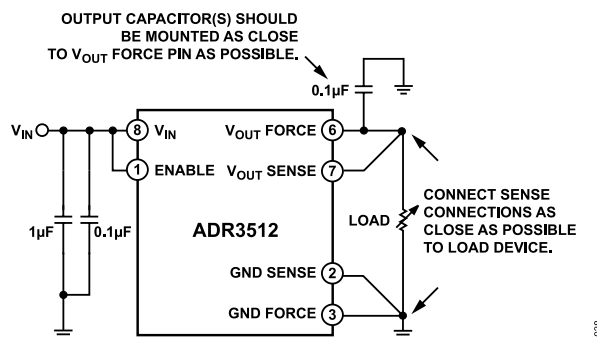 OUTPUT CAPACITOR(S) SHOULD
BE MOUNTED AS CLOSE
TO VOUT FORCE PIN AS POSSIBLE.
0.1µF
VIN
8
VIN
VOUT FORCE
6
1
ENABLE
VOUT SENSE
7
1µF
0.1µF
ADR3512
LOAD
CONNECT SENSE
CONNECTIONS AS
CLOSE AS POSSIBLE
TO LOAD DEVICE.
GND SENSE
2
GND FORCE
3